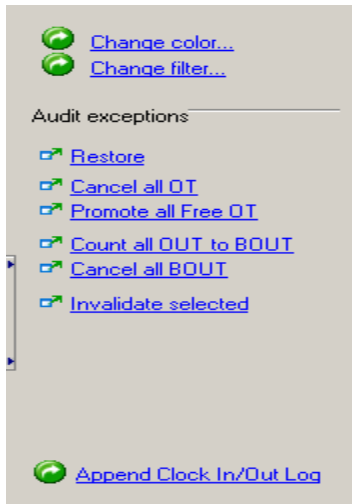 Change color...
Change filter...
Audit exceptions
Restore
Cancel all OT
Promote all Free OT
Count all OUT to BOUT
Cancel all BOUT
Invalidate selected
Append Clock In/Out Log